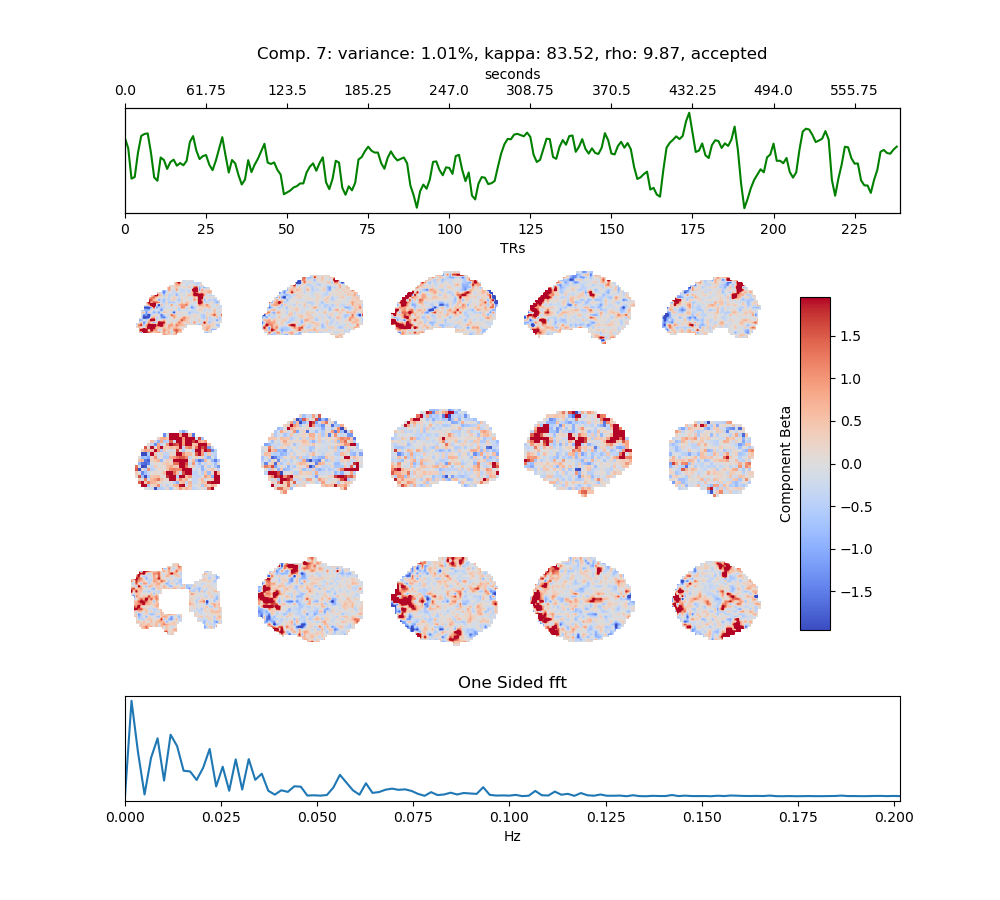 Comp. 7: variance: 1.01%, kappa: 83.52, rho: 9.87, accepted
seconds
0.0 61.75 123.5 185.25 247.0 308.75 370.5 432.25 494.0 555.75
0 25 50 75 100 125 150 175 200 225
TRs
1.5
1.0
0.5
0.0
−0.5
−1.0
−1.5
Component Beta
One Sided fft
0.000 0.025 0.050 0.075 0.100 0.125 0.150 0.175 0.200
Hz